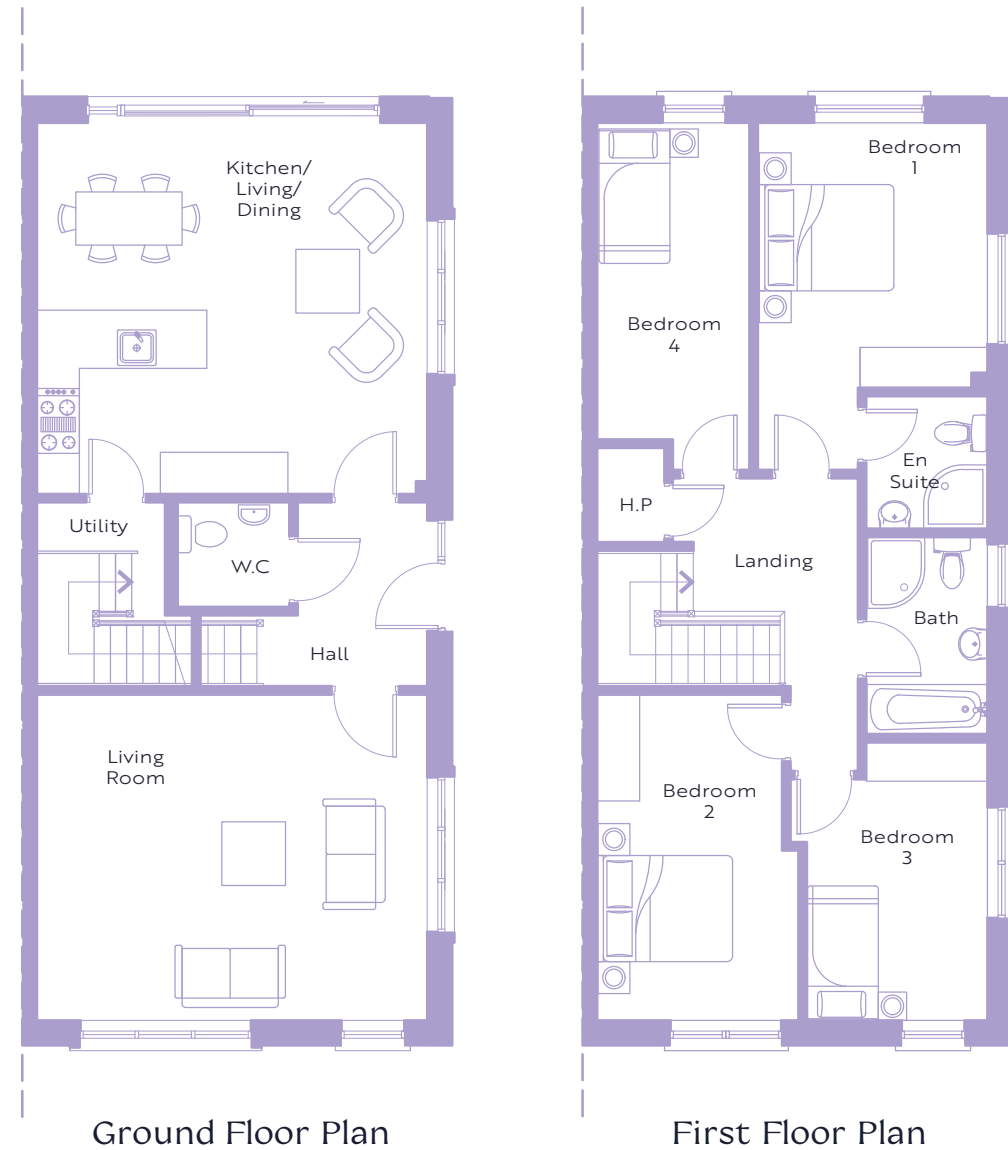 Kitchen/
Living/
Dining
Utility
W.C
Hall
Living
Room
Ground Floor Plan
Bedroom
1
Bedroom
4
En
Suite
H.P
Landing
Bath
Bedroom
2
Bedroom
3
First Floor Plan